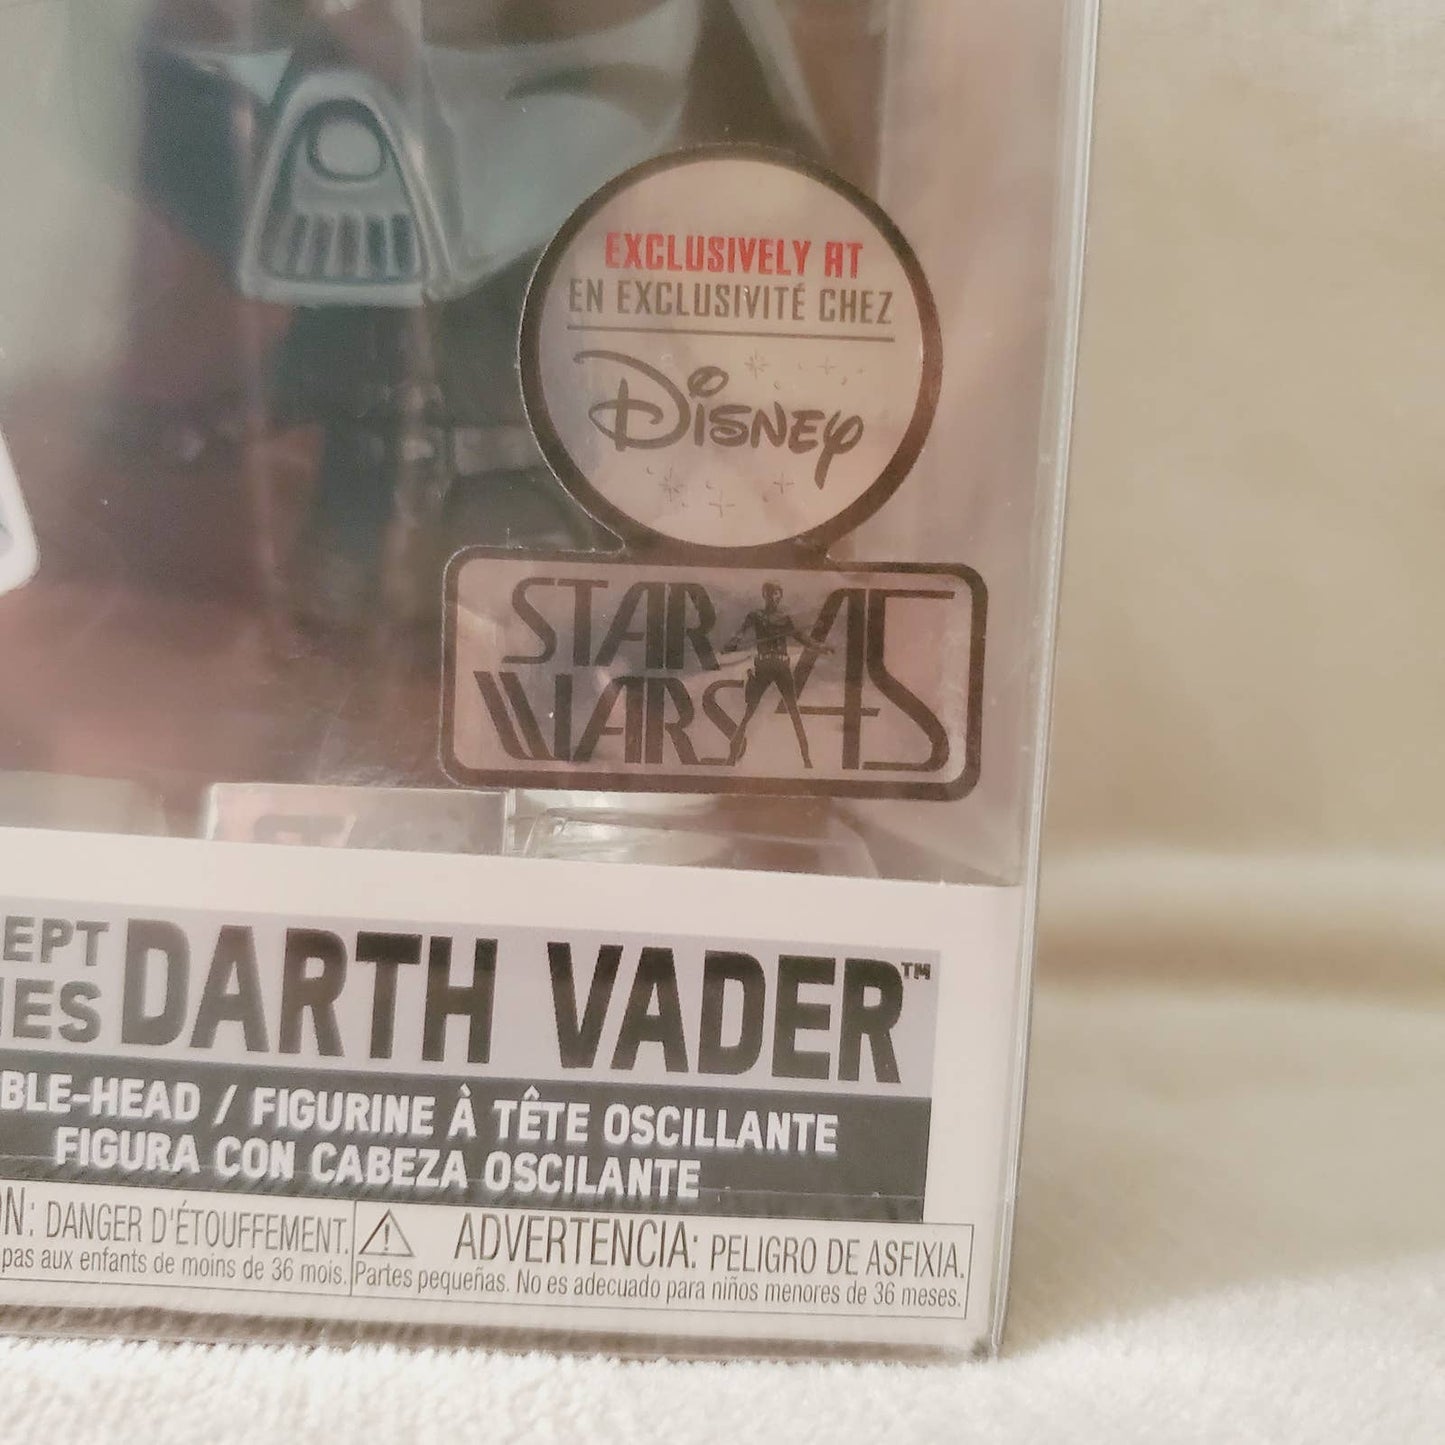 EXCLUSIVELY AT
EN EXCLUSIVITÉ CHEZ
Disney
STAR WARS 45
EPT
IES
DARTH VADER™
BLE-HEAD / FIGURINE À TÊTE OSCILLANTE
FIGURA CON CABEZA OSCILANTE
ON: DANGER D'ÉTOUFFEMENT.
pas aux enfants de moins de 36 mois.
ADVERTENCIA: PELIGRO DE ASFIXIA.
Partes pequeñas. No es adecuado para niños menores de 36 meses.